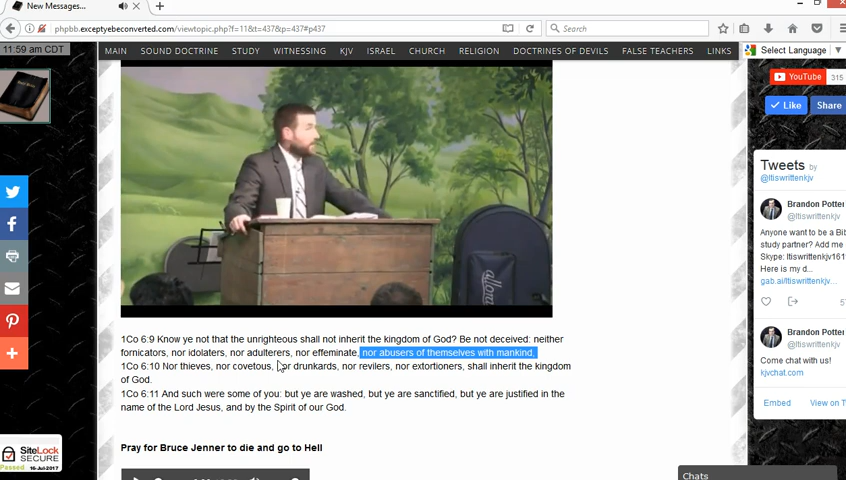 New Messages...
phpbb.exceptyebeconverted.com/viewtopic.php?f=11&t=437&p=437#p437
Search
11:59 am CDT
MAIN SOUND DOCTRINE STUDY WITNESSING KJV ISRAEL CHURCH RELIGION DOCTRINES OF DEVILS FALSE TEACHERS LINKS
Select Language
YouTube 315
Like Share
Tweets by
@Itiswrittenkjv
Brandon Potter
@Itiswritten
Anyone want to be a Bib
study partner? Add me
Skype: Itiswrittenkjv161
Here is my d...
gab.ai/Itiswrittenkjv...
Brandon Potter
@Itiswritten
Come chat with us!
kjvchat.com
Embed View on T
1Co 6:9 Know ye not that the unrighteous shall not inherit the kingdom of God? Be not deceived: neither
fornicators, nor idolaters, nor adulterers, nor effeminate, nor abusers of themselves with mankind,
1Co 6:10 Nor thieves, nor covetous, nor drunkards, nor revilers, nor extortioners, shall inherit the kingdom
of God.
1Co 6:11 And such were some of you: but ye are washed, but ye are sanctified, but ye are justified in the
name of the Lord Jesus, and by the Spirit of our God.
Pray for Bruce Jenner to die and go to Hell
SiteLock
SECURE
Passed 16-Jul-2017
Chats